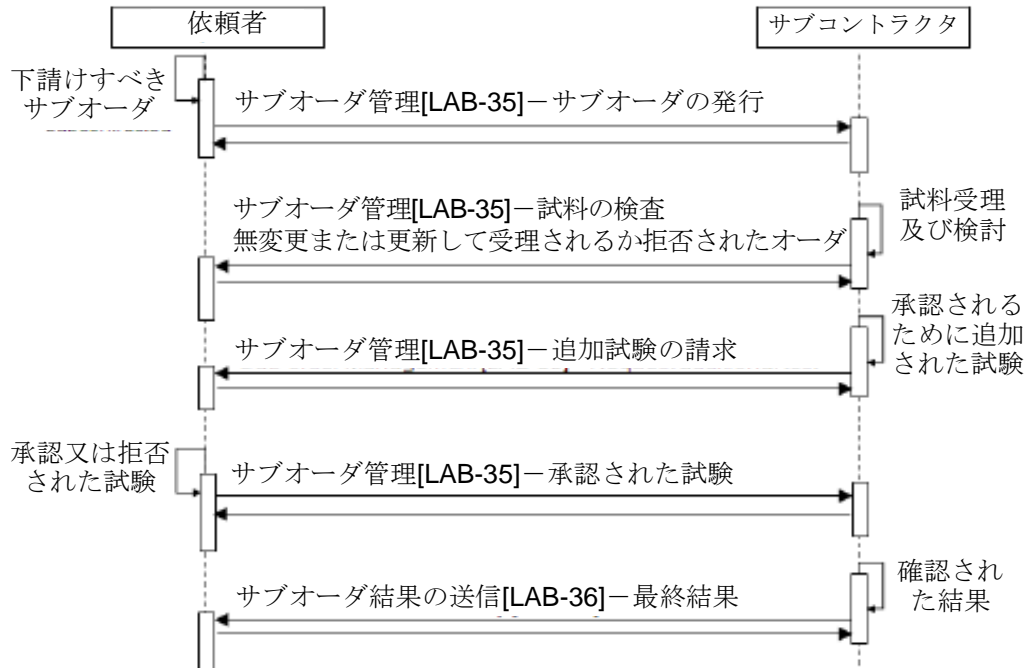 依頼者
サブコントラクタ
下請けすべき
サブオーダ
サブオーダ管理[LAB-35]－サブオーダの発行
サブオーダ管理[LAB-35]－試料の検査
無変更または更新して受理されるか拒否されたオーダ
試料受理
及び検討
承認される
ために追加
された試験
サブオーダ管理[LAB-35]－追加試験の請求
承認又は拒否
された試験
サブオーダ管理[LAB-35]－承認された試験
確認され
た結果
サブオーダ結果の送信[LAB-36]－最終結果